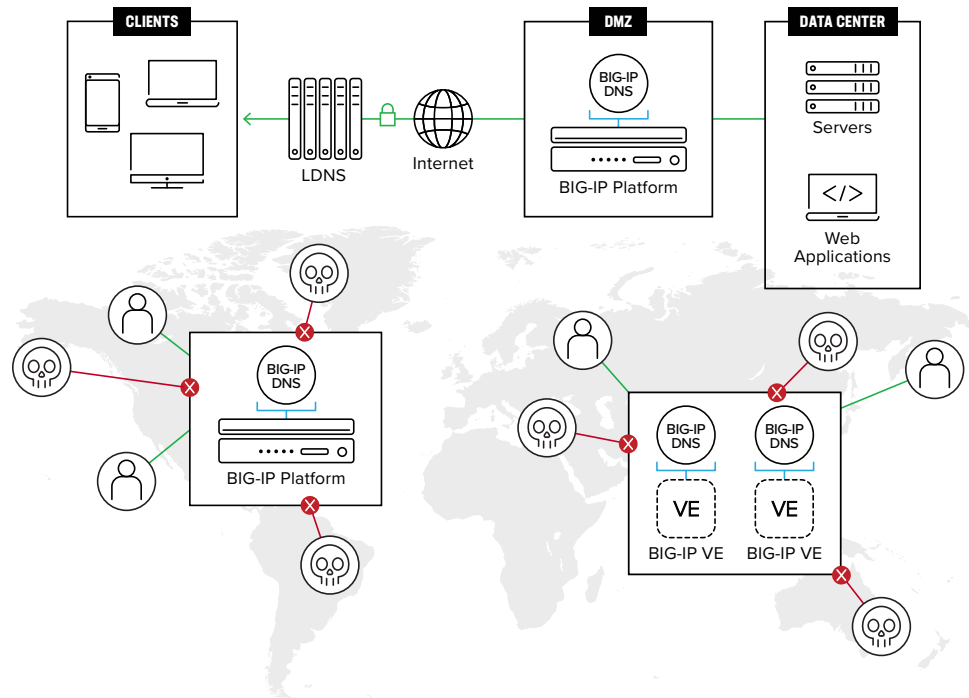 CLIENTS
DMZ
DATA CENTER
BIG-IP
DNS
BIG-IP Platform
LDNS
Internet
Servers
</>
Web
Applications
BIG-IP
DNS
BIG-IP Platform
BIG-IP
DNS
BIG-IP
DNS
VE
VE
BIG-IP VE
BIG-IP VE